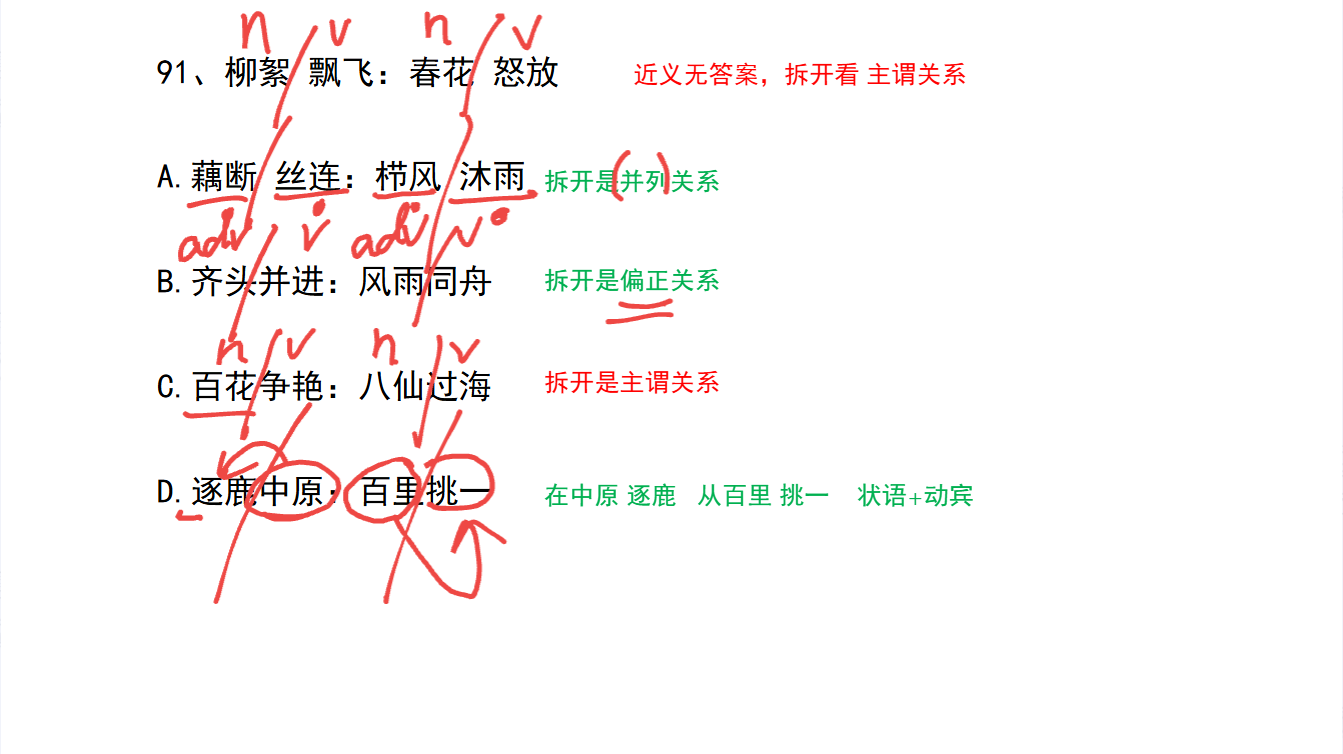 n v n v
91、柳絮 飘飞：春花 怒放 近义无答案，拆开看 主谓关系
A.藕断 丝连：栉风 沐雨 拆开是并列关系
adv v adv v
B.齐头并进：风雨同舟 拆开是偏正关系
n v n v
C.百花争艳：八仙过海 拆开是主谓关系
D.逐鹿中原：百里挑一 在中原 逐鹿 从百里 挑一 状语+动宾